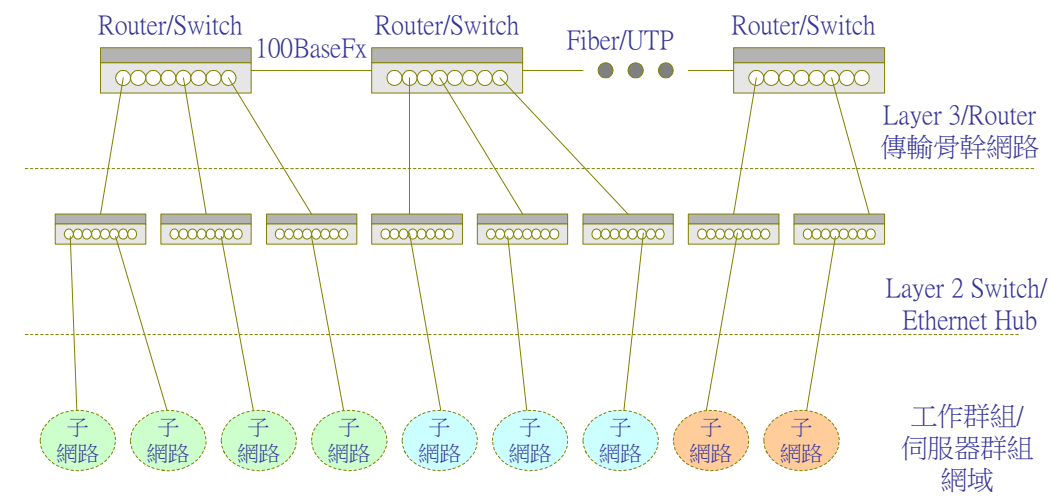 Router/Switch
100BaseFx
Router/Switch
Fiber/UTP
Router/Switch
Layer 3/Router
傳輸骨幹網路
Layer 2 Switch/
Ethernet Hub
子
網路
子
網路
子
網路
子
網路
子
網路
子
網路
子
網路
子
網路
子
網路
工作群組/
伺服器群組
網域